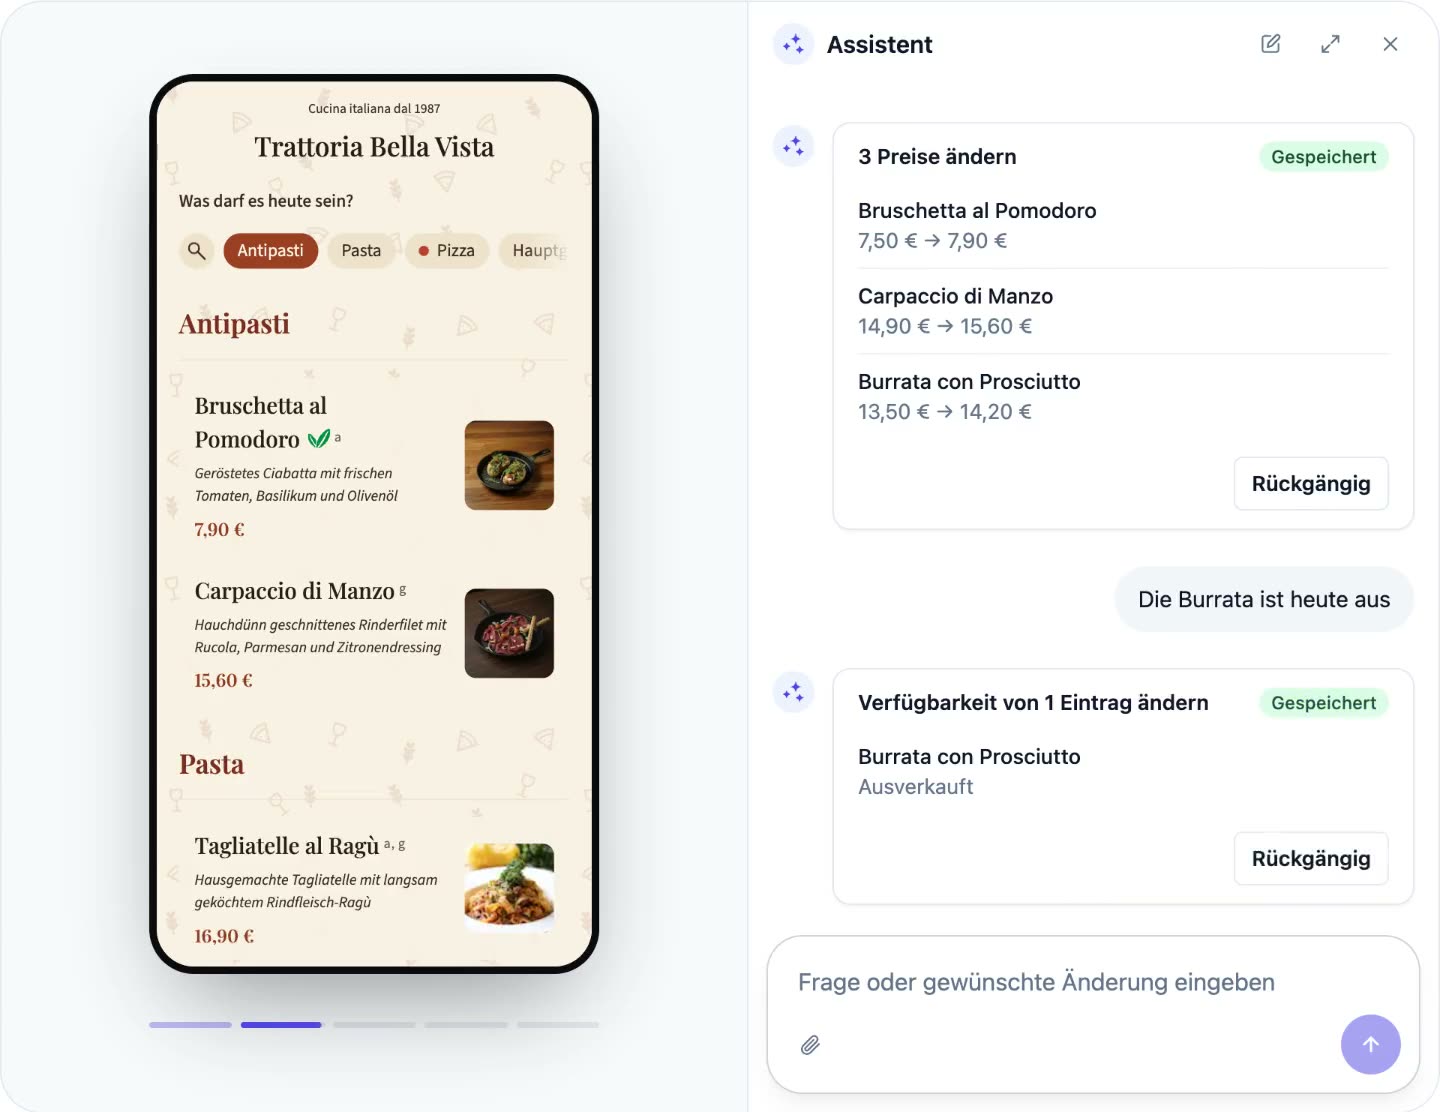 Cucina italiana dal 1987
Trattoria Bella Vista
Was darf es heute sein?
Antipasti
Pasta
Pizza
Hauptg
Antipasti
Bruschetta al
Pomodoro a
Geröstetes Ciabatta mit frischen
Tomaten, Basilikum und Olivenöl
7,90 €
Carpaccio di Manzo g
Hauchdünn geschnittenes Rinderfilet mit
Rucola, Parmesan und Zitronendressing
15,60 €
Pasta
Tagliatelle al Ragù a, g
Hausgemachte Tagliatelle mit langsam
geköchtem Rindfleisch-Ragù
16,90 €
Assistent
3 Preise ändern
Gespeichert
Bruschetta al Pomodoro
7,50 € → 7,90 €
Carpaccio di Manzo
14,90 € → 15,60 €
Burrata con Prosciutto
13,50 € → 14,20 €
Rückgängig
Die Burrata ist heute aus
Verfügbarkeit von 1 Eintrag ändern
Gespeichert
Burrata con Prosciutto
Ausverkauft
Rückgängig
Frage oder gewünschte Änderung eingeben